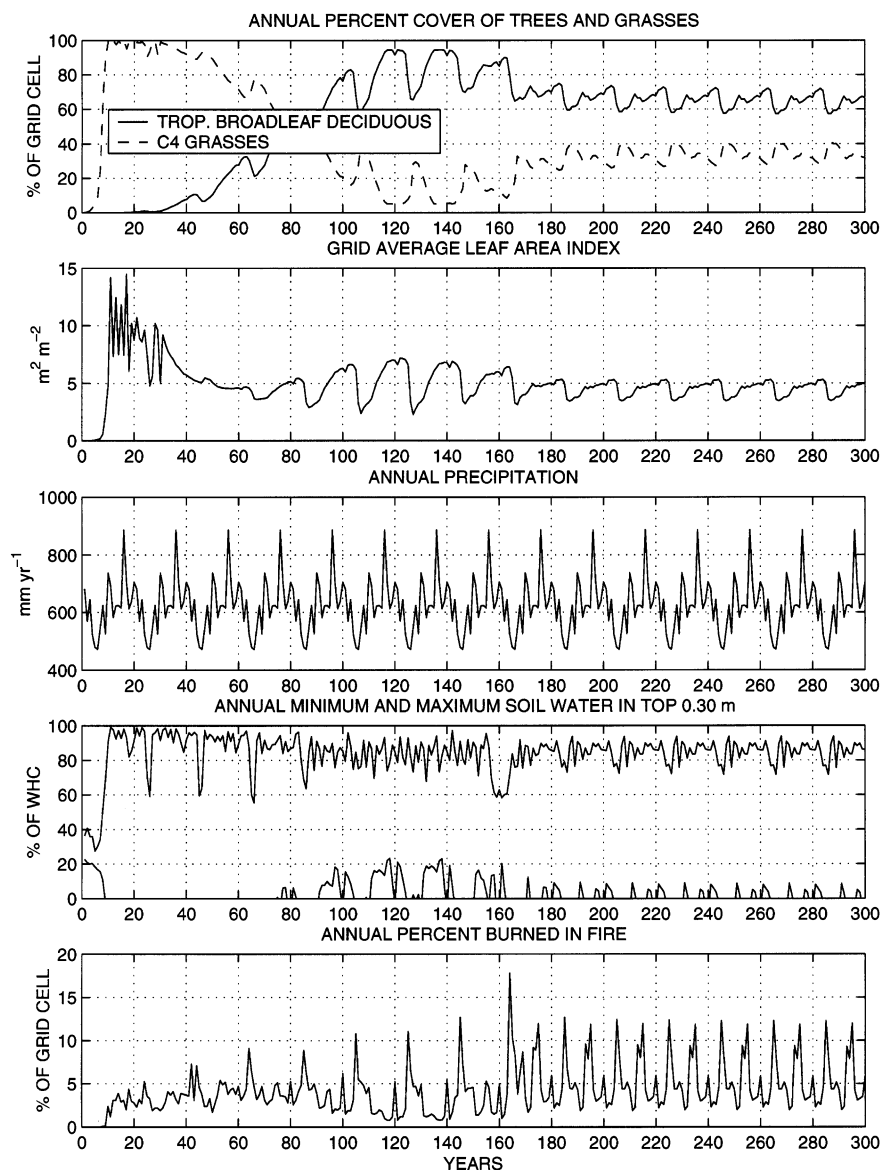 ANNUAL PERCENT COVER OF TREES AND GRASSES
100
80
60
40
20
0
% OF GRID CELL
TROP. BROADLEAF DECIDUOUS
C4 GRASSES
0 20 40 60 80 100 120 140 160 180 200 220 240 260 280 300
GRID AVERAGE LEAF AREA INDEX
15
10
5
0
m² m⁻²
0 20 40 60 80 100 120 140 160 180 200 220 240 260 280 300
ANNUAL PRECIPITATION
1000
800
600
400
mm yr⁻¹
0 20 40 60 80 100 120 140 160 180 200 220 240 260 280 300
ANNUAL MINIMUM AND MAXIMUM SOIL WATER IN TOP 0.30 m
100
80
60
40
20
0
% OF WHC
0 20 40 60 80 100 120 140 160 180 200 220 240 260 280 300
ANNUAL PERCENT BURNED IN FIRE
20
15
10
5
0
% OF GRID CELL
0 20 40 60 80 100 120 140 160 180 200 220 240 260 280 300
YEARS